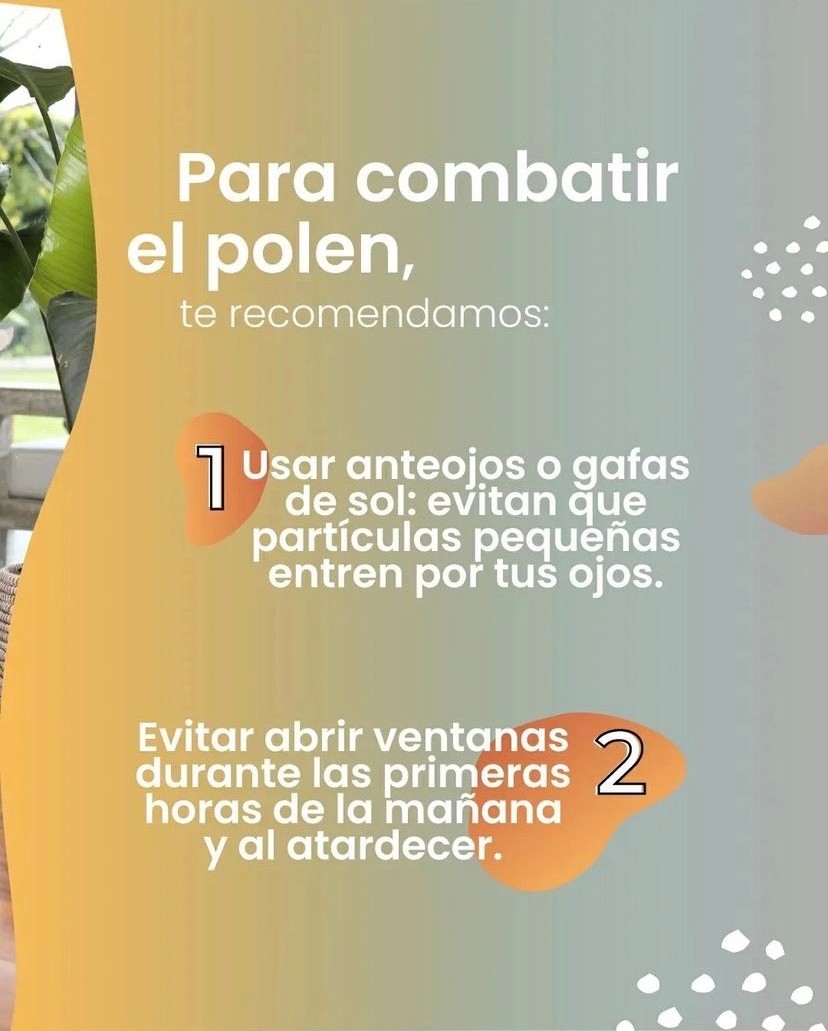 Para combatir
el polen,
te recomendamos:
1
Usar anteojos o gafas
de sol: evitan que
partículas pequeñas
entren por tus ojos.
Evitar abrir ventanas
durante las primeras
horas de la mañana
y al atardecer.
2